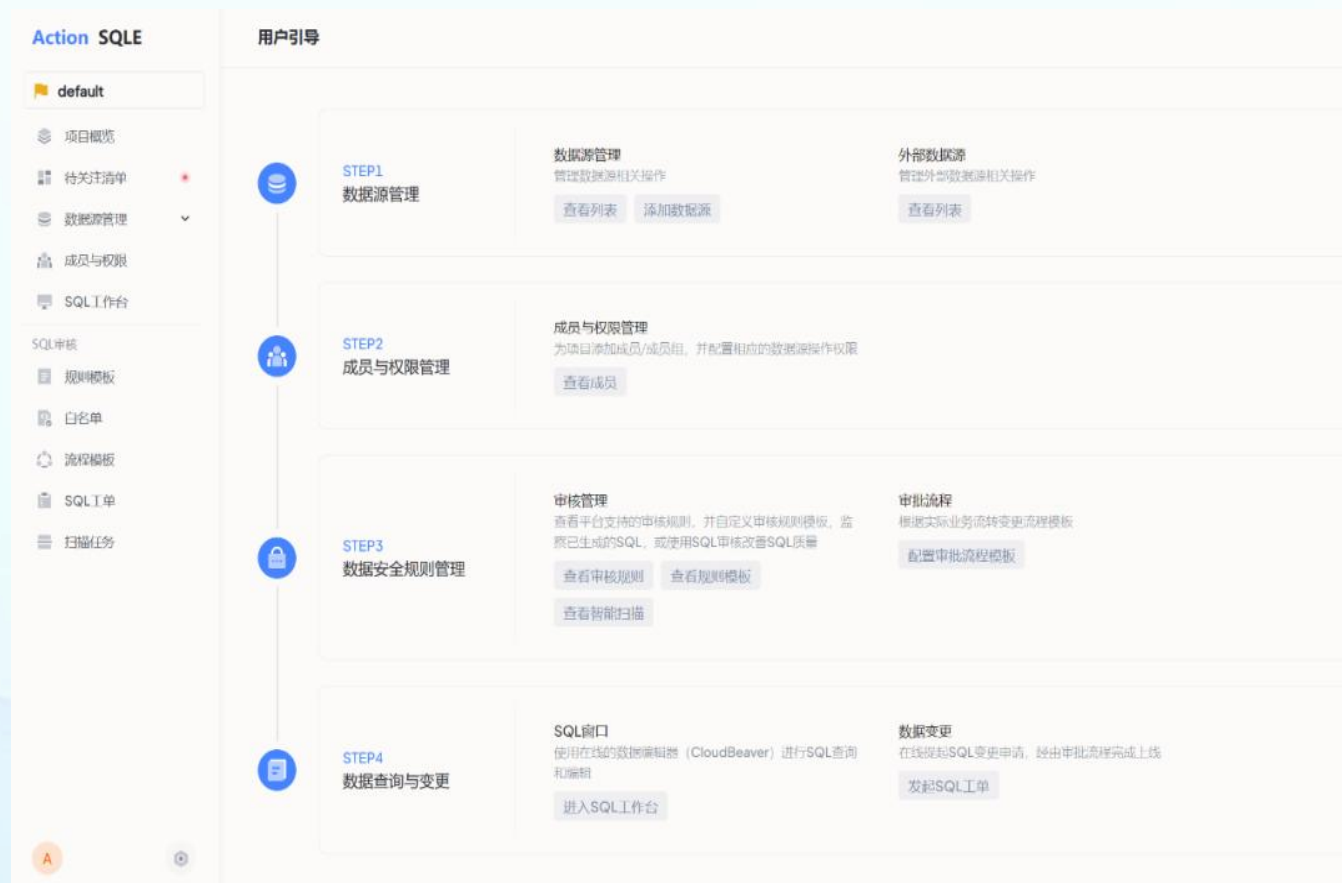 Action SQLE
default
项目概览
待关注清单
数据源管理
成员与权限
SQL工作台
SQL审核
规则模板
白名单
流程模板
SQL工单
扫描任务
A
用户引导
STEP1
数据源管理
数据源管理
管理数据源相关操作
查看列表 添加数据源
外部数据源
管理外部数据源相关操作
查看列表
STEP2
成员与权限管理
成员与权限管理
为项目添加成员/成员组，并配置相应的数据源操作权限
查看成员
STEP3
数据安全规则管理
审核管理
查看平台支持的审核规则，并自定义审核规则模板，监
察已生成的SQL，或使用SQL审核改善SQL质量
查看审核规则 查看规则模板
查看智能扫描
审批流程
根据实际业务流转变更流程模板
配置审批流程模板
STEP4
数据查询与变更
SQL窗口
使用在线的数据编辑器（CloudBeaver）进行SQL查询
和编辑
进入SQL工作台
数据变更
在线提起SQL变更申请，经由审批流程完成上线
发起SQL工单